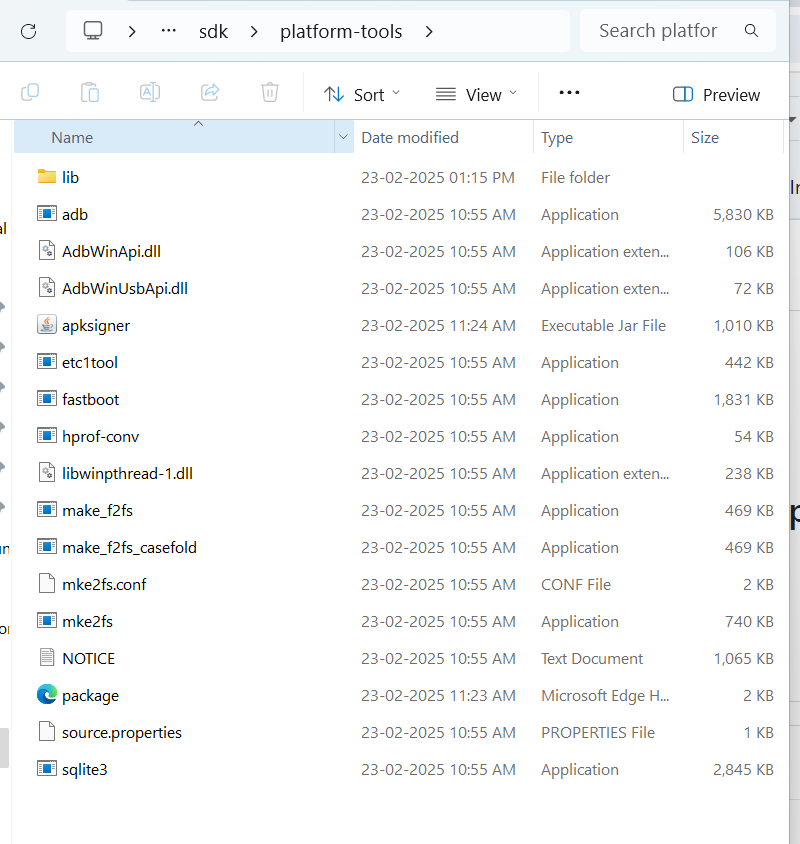 ... sdk platform-tools Search platfor
Sort View ... Preview
Name Date modified Type Size
lib 23-02-2025 01:15 PM File folder
adb 23-02-2025 10:55 AM Application 5,830 KB
AdbWinApi.dll 23-02-2025 10:55 AM Application exten... 106 KB
AdbWinUsbApi.dll 23-02-2025 10:55 AM Application exten... 72 KB
apksigner 23-02-2025 11:24 AM Executable Jar File 1,010 KB
etc1tool 23-02-2025 10:55 AM Application 442 KB
fastboot 23-02-2025 10:55 AM Application 1,831 KB
hprof-conv 23-02-2025 10:55 AM Application 54 KB
libwinpthread-1.dll 23-02-2025 10:55 AM Application exten... 238 KB
make_f2fs 23-02-2025 10:55 AM Application 469 KB
make_f2fs_casefold 23-02-2025 10:55 AM Application 469 KB
mke2fs.conf 23-02-2025 10:55 AM CONF File 2 KB
mke2fs 23-02-2025 10:55 AM Application 740 KB
NOTICE 23-02-2025 10:55 AM Text Document 1,065 KB
package 23-02-2025 11:23 AM Microsoft Edge H... 2 KB
source.properties 23-02-2025 10:55 AM PROPERTIES File 1 KB
sqlite3 23-02-2025 10:55 AM Application 2,845 KB